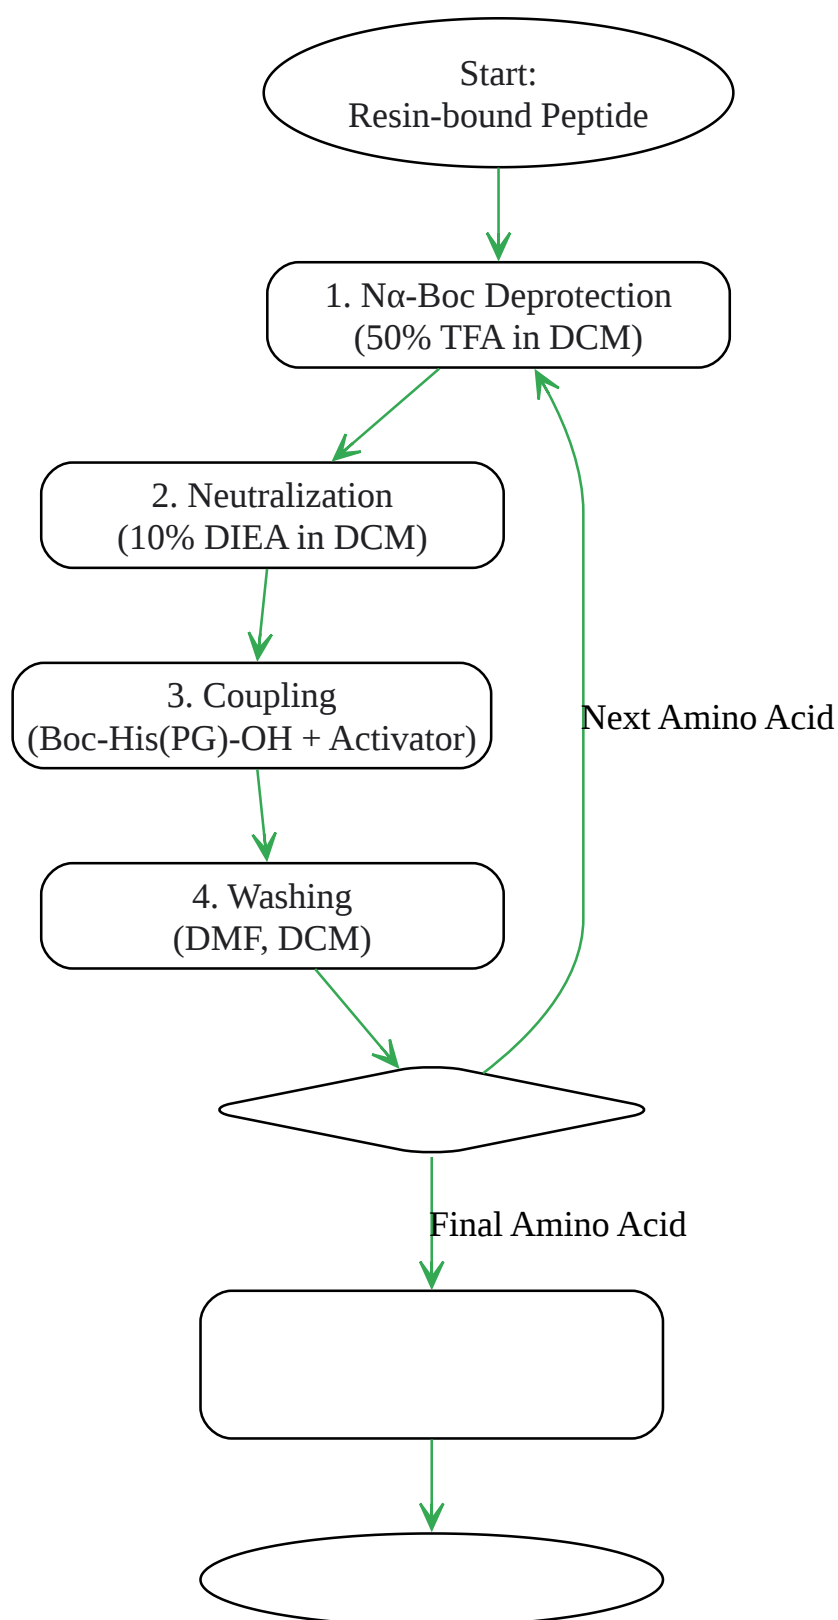 Start:
Resin-bound Peptide
1. Nα-Boc Deprotection
(50% TFA in DCM)
2. Neutralization
(10% DIEA in DCM)
3. Coupling
(Boc-His(PG)-OH + Activator)
Next Amino Acid
4. Washing
(DMF, DCM)
Final Amino Acid